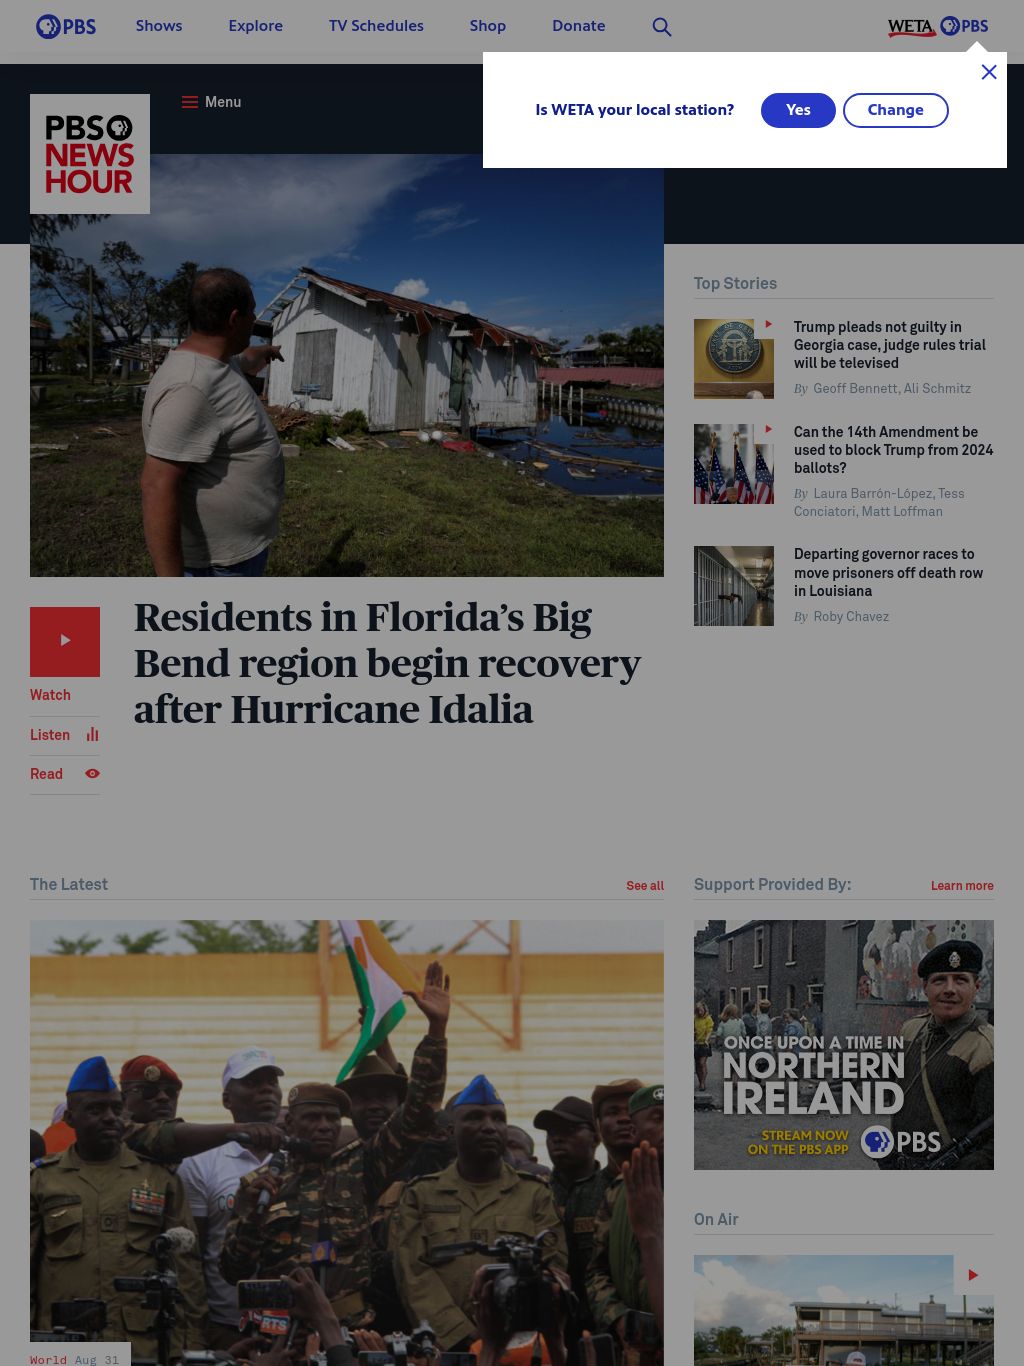 PBS
Shows
Explore
TV Schedules
Shop
Donate
WETA PBS
Is WETA your local station?
Yes
Change
Menu
PBS
NEWS
HOUR
Residents in Florida’s Big
Bend region begin recovery
after Hurricane Idalia
Watch
Listen
Read
Top Stories
Trump pleads not guilty in
Georgia case, judge rules trial
will be televised
By Geoff Bennett, Ali Schmitz
Can the 14th Amendment be
used to block Trump from 2024
ballots?
By Laura Barrón-López, Tess
Conciatori, Matt Loffman
Departing governor races to
move prisoners off death row
in Louisiana
By Roby Chavez
The Latest
See all
RTS
World Aug 31
Support Provided By:
Learn more
ONCE UPON A TIME IN
NORTHERN
IRELAND
STREAM NOW
ON THE PBS APP
PBS
On Air